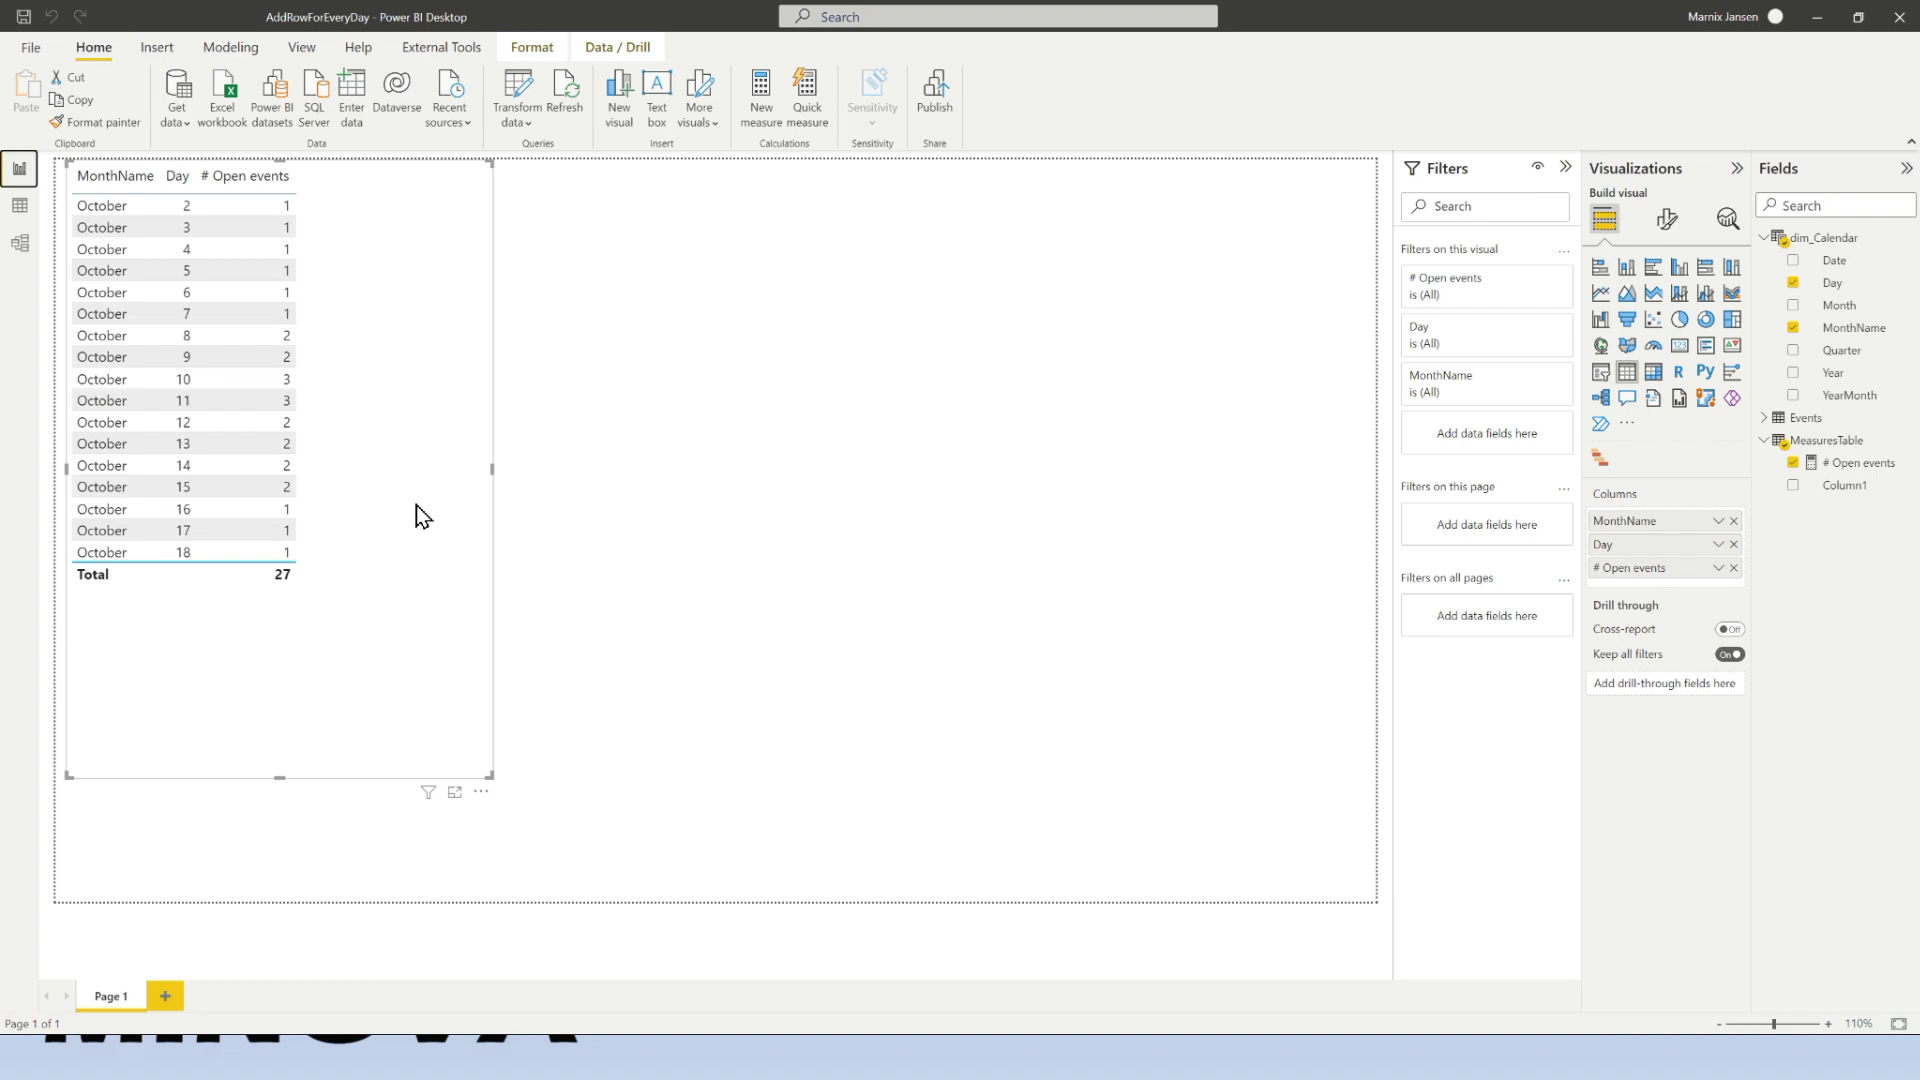 AddRowForEveryDay - Power BI Desktop
Search
Marnix Jansen
File Home Insert Modeling View Help External Tools Format Data / Drill
Paste
Cut
Copy
Format painter
Clipboard
Get data
Excel workbook
Power BI datasets
SQL Server
Enter data
Dataverse
Recent sources
Data
Transform data
Refresh
Queries
New visual
Text box
More visuals
Insert
New measure
Quick measure
Calculations
Sensitivity
Sensitivity
Publish
Share
MonthName Day # Open events
October 2 1
October 3 1
October 4 1
October 5 1
October 6 1
October 7 1
October 8 2
October 9 2
October 10 3
October 11 3
October 12 2
October 13 2
October 14 2
October 15 2
October 16 1
October 17 1
October 18 1
Total 27
Filters
Search
Filters on this visual
# Open events
is (All)
Day
is (All)
MonthName
is (All)
Add data fields here
Filters on this page
Add data fields here
Filters on all pages
Add data fields here
Visualizations
Build visual
123
R
Py
Columns
MonthName
Day
# Open events
Drill through
Cross-report Off
Keep all filters On
Add drill-through fields here
Fields
Search
dim_Calendar
Date
Day
Month
MonthName
Quarter
Year
YearMonth
Events
MeasuresTable
# Open events
Column1
Page 1
Page 1 of 1
- + 110%